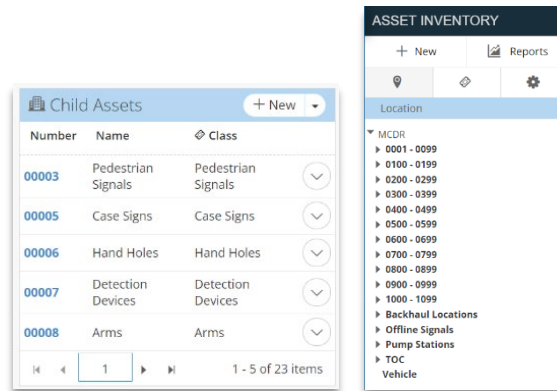 Child Assets
+ New
Number Name Class
00003 Pedestrian Signals Pedestrian Signals
00005 Case Signs Case Signs
00006 Hand Holes Hand Holes
00007 Detection Devices Detection Devices
00008 Arms Arms
1
1 - 5 of 23 items
ASSET INVENTORY
+ New Reports
Location
MCDR
0001 - 0099
0100 - 0199
0200 - 0299
0300 - 0399
0400 - 0499
0500 - 0599
0600 - 0699
0700 - 0799
0800 - 0899
0900 - 0999
1000 - 1099
Backhaul Locations
Offline Signals
Pump Stations
TOC
Vehicle